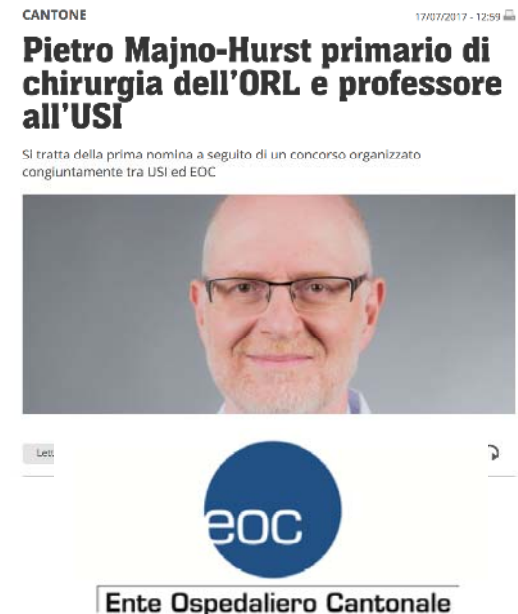 CANTONE
17/07/2017 - 12:59
Pietro Majno-Hurst primario di
chirurgia dell'ORL e professore
all'USI
Si tratta della prima nomina a seguito di un concorso organizzato
congiuntamente tra USI ed EOC
Lett
eoc
Ente Ospedaliero Cantonale